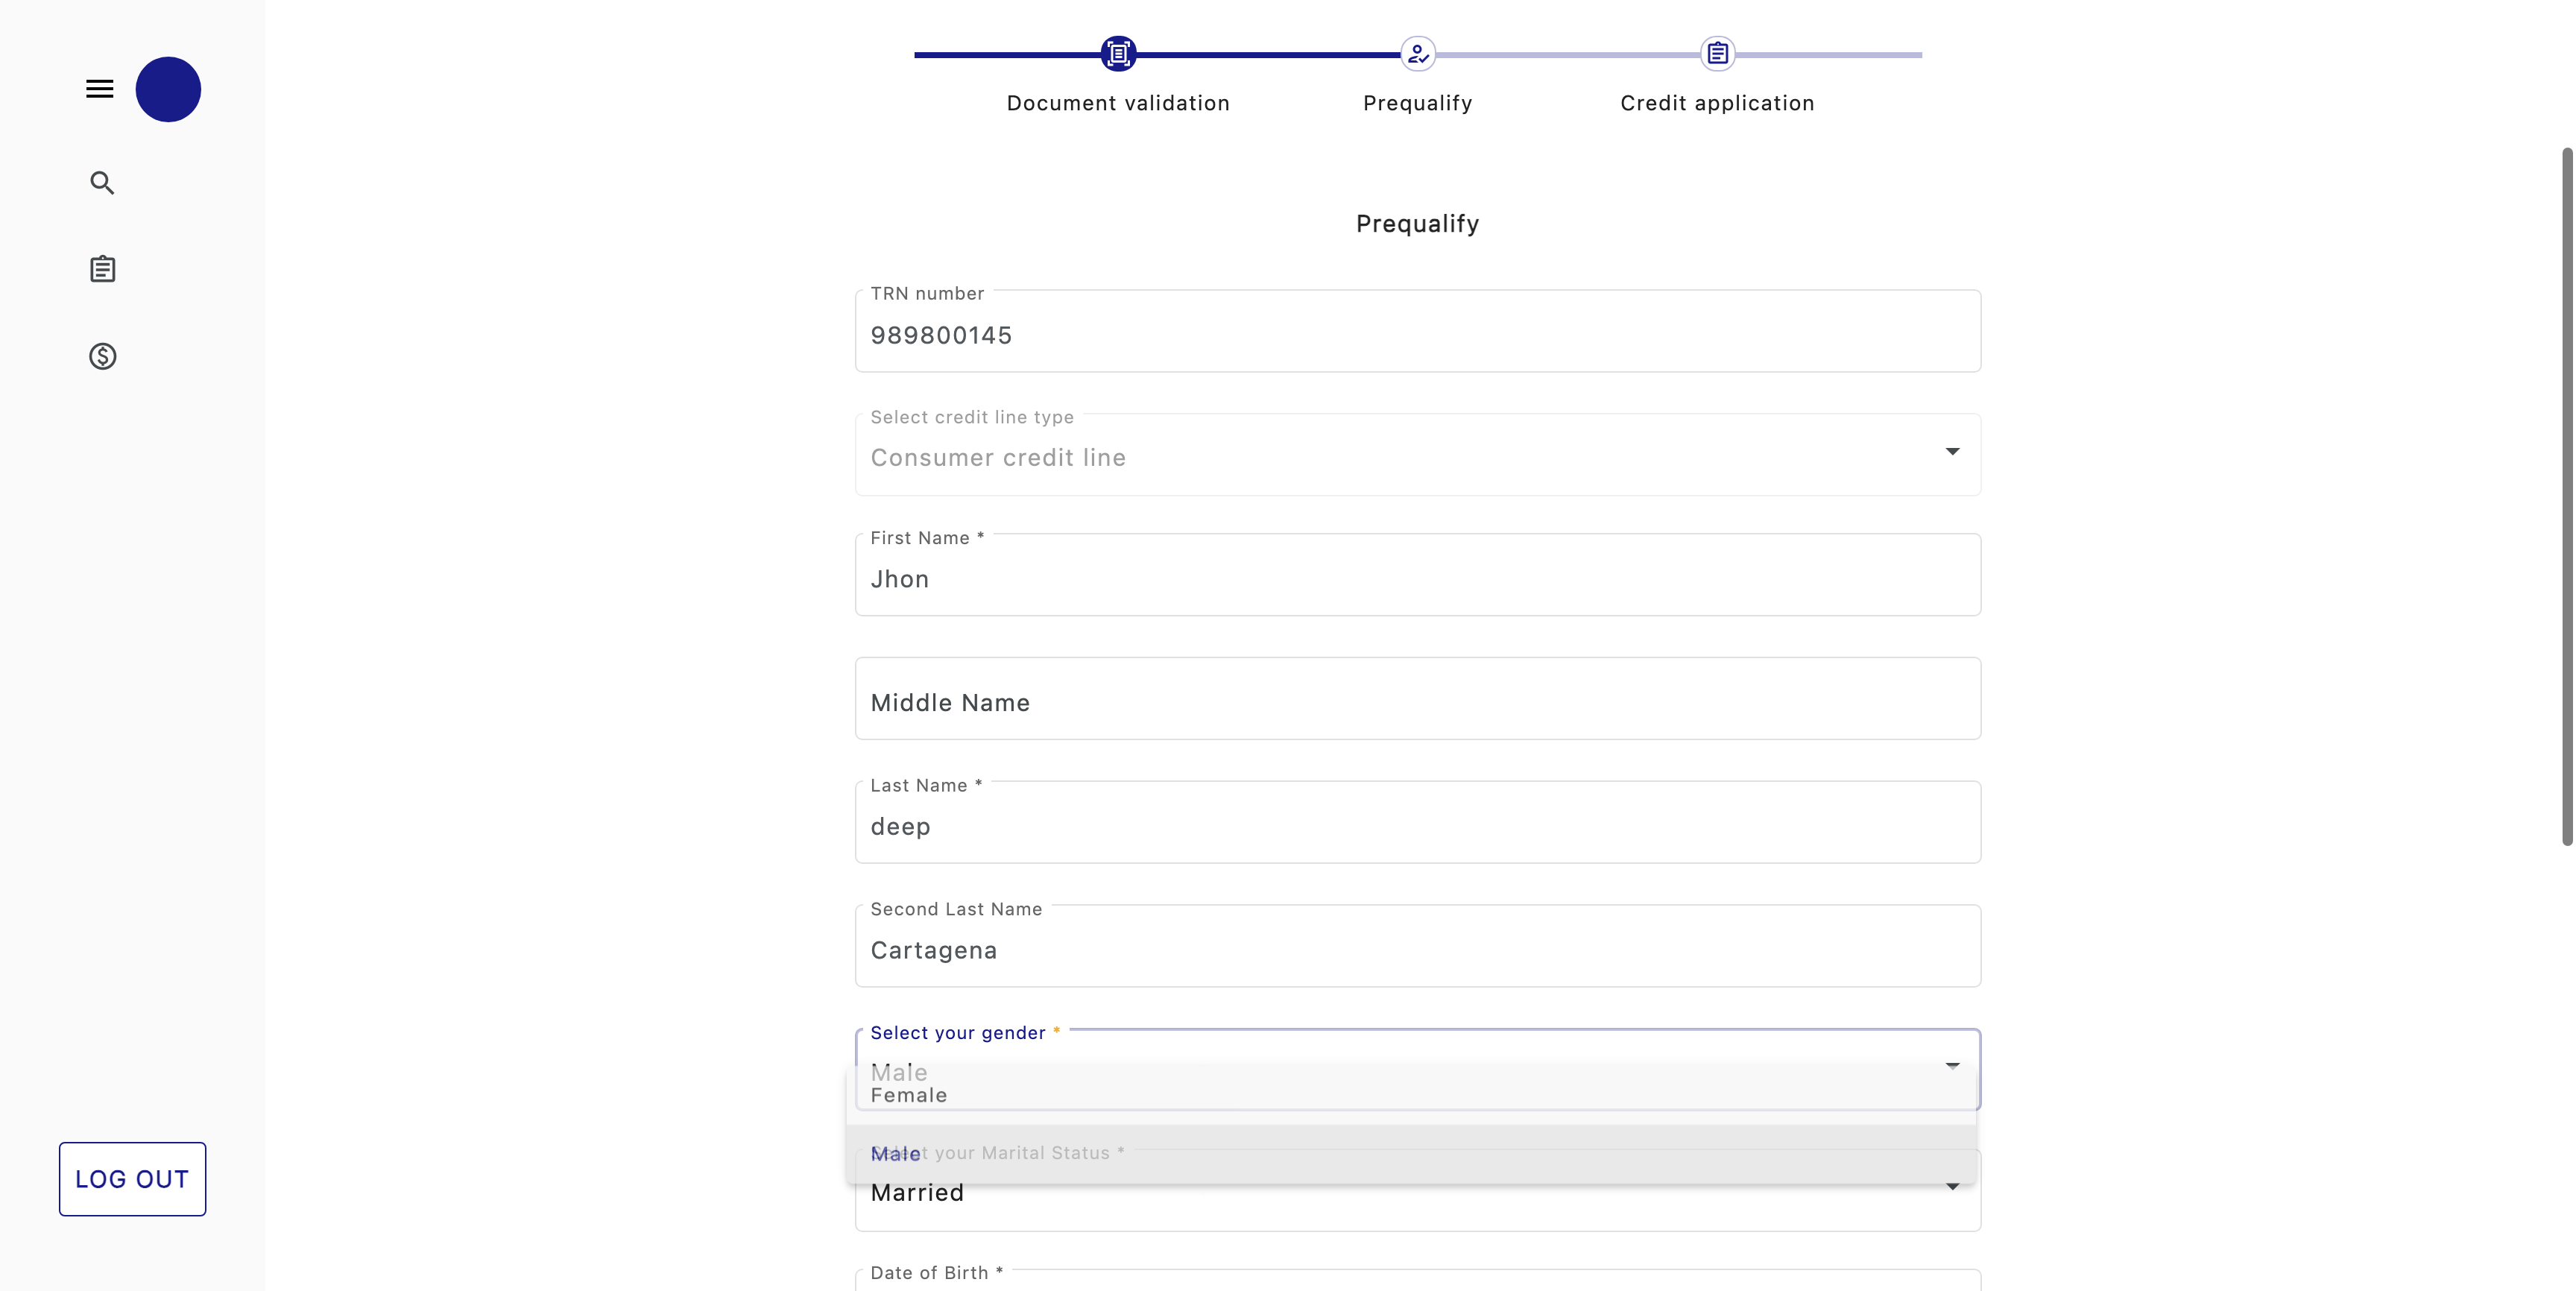 Document validation
Prequalify
Credit application
Prequalify
TRN number
989800145
Select credit line type
Consumer credit line
First Name *
Jhon
Middle Name
Last Name *
deep
Second Last Name
Cartagena
Select your gender *
Male
Female
Male
Select your Marital Status *
Married
Date of Birth *
LOG OUT